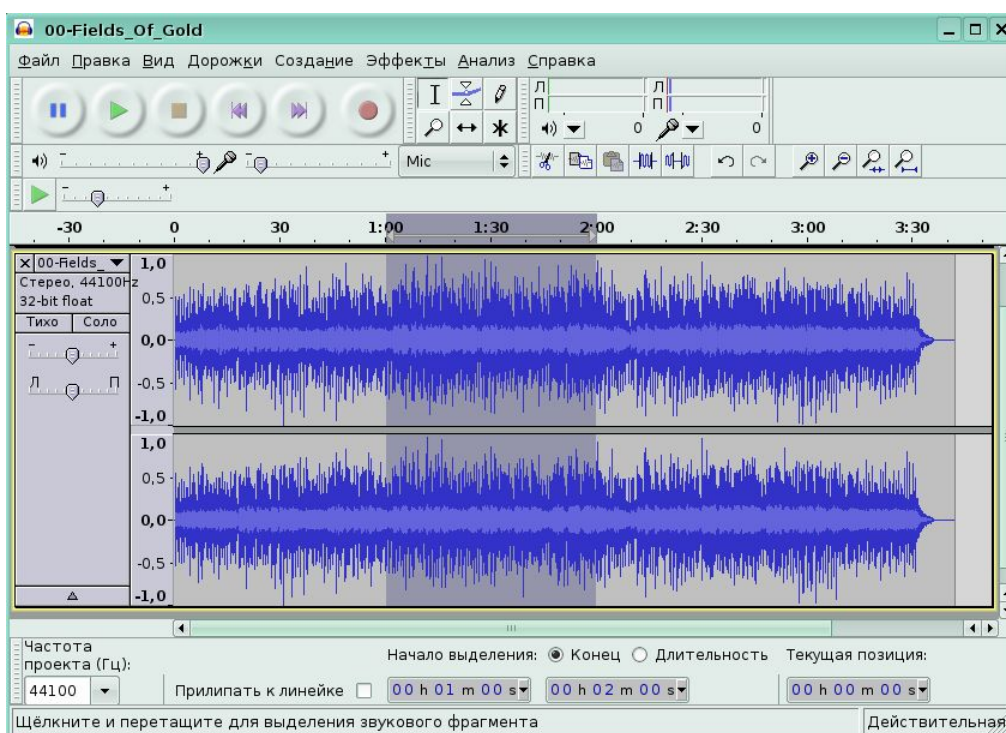 00-Fields_Of_Gold
Файл Правка Вид Дорожки Создание Эффекты Анализ Справка
Л
П
0
Л
П
0
- + - + Mic
- +
-30 0 30 1:00 1:30 2:00 2:30 3:00 3:30
00-Fields_
Стерео, 44100Hz
32-bit float
Тихо Соло
- +
Л П
1,0
0,5
0,0
-0,5
-1,0
1,0
0,5
0,0
-0,5
-1,0
Частота
проекта (Гц):
44100
Начало выделения: Конец Длительность Текущая позиция:
Прилипать к линейке 00 h 01 m 00 s 00 h 02 m 00 s 00 h 00 m 00 s
Щёлкните и перетащите для выделения звукового фрагмента
Действительная